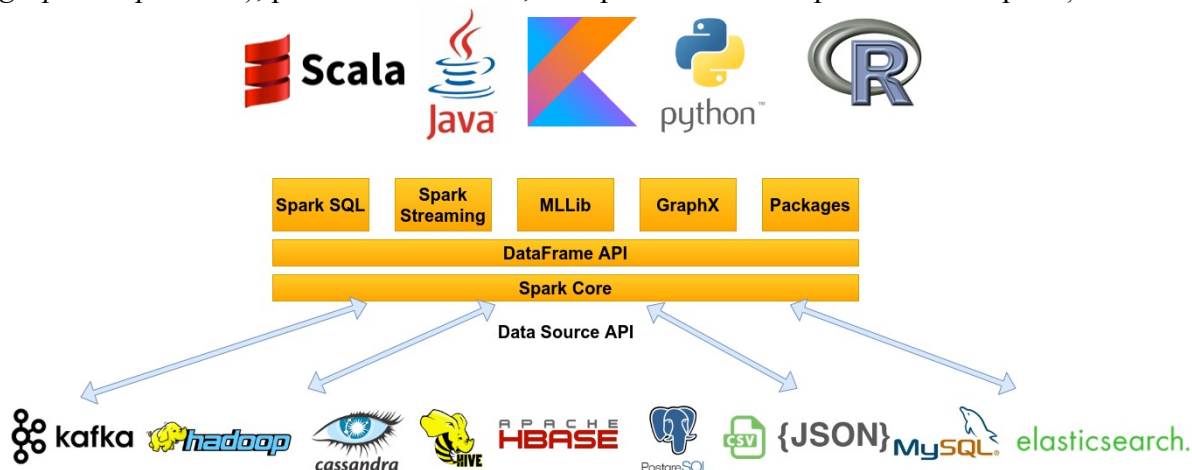 Scala
Java
python™
R
Spark SQL
Spark
Streaming
MLLib
GraphX
Packages
DataFrame API
Spark Core
Data Source API
kafka
hadoop
cassandra
HIVE
APACHE
HBASE
PostgreSQL
CSV
{JSON}
MySQL®
elasticsearch.